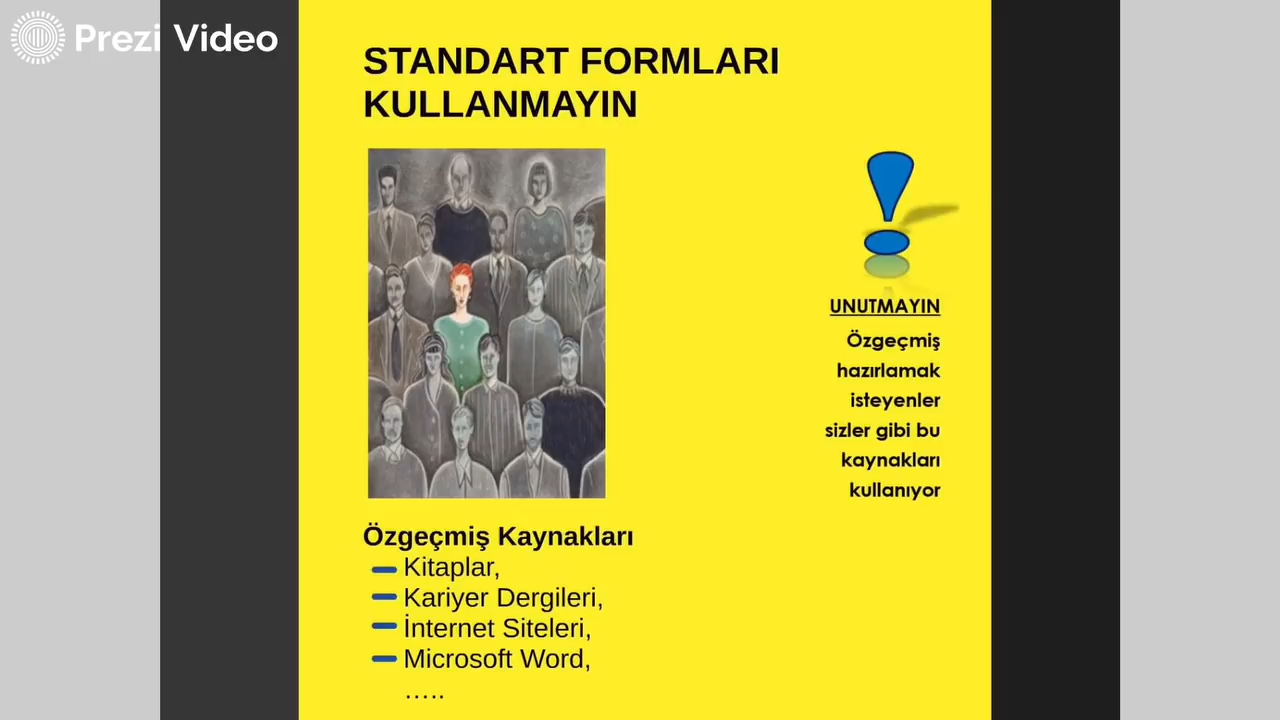 Prezi Video
STANDART FORMLARI
KULLANMAYIN
UNUTMAYIN
Özgeçmiş
hazırlamak
isteyenler
sizler gibi bu
kaynakları
kullanıyor
Özgeçmiş Kaynakları
Kitaplar,
Kariyer Dergileri,
İnternet Siteleri,
Microsoft Word,
.....